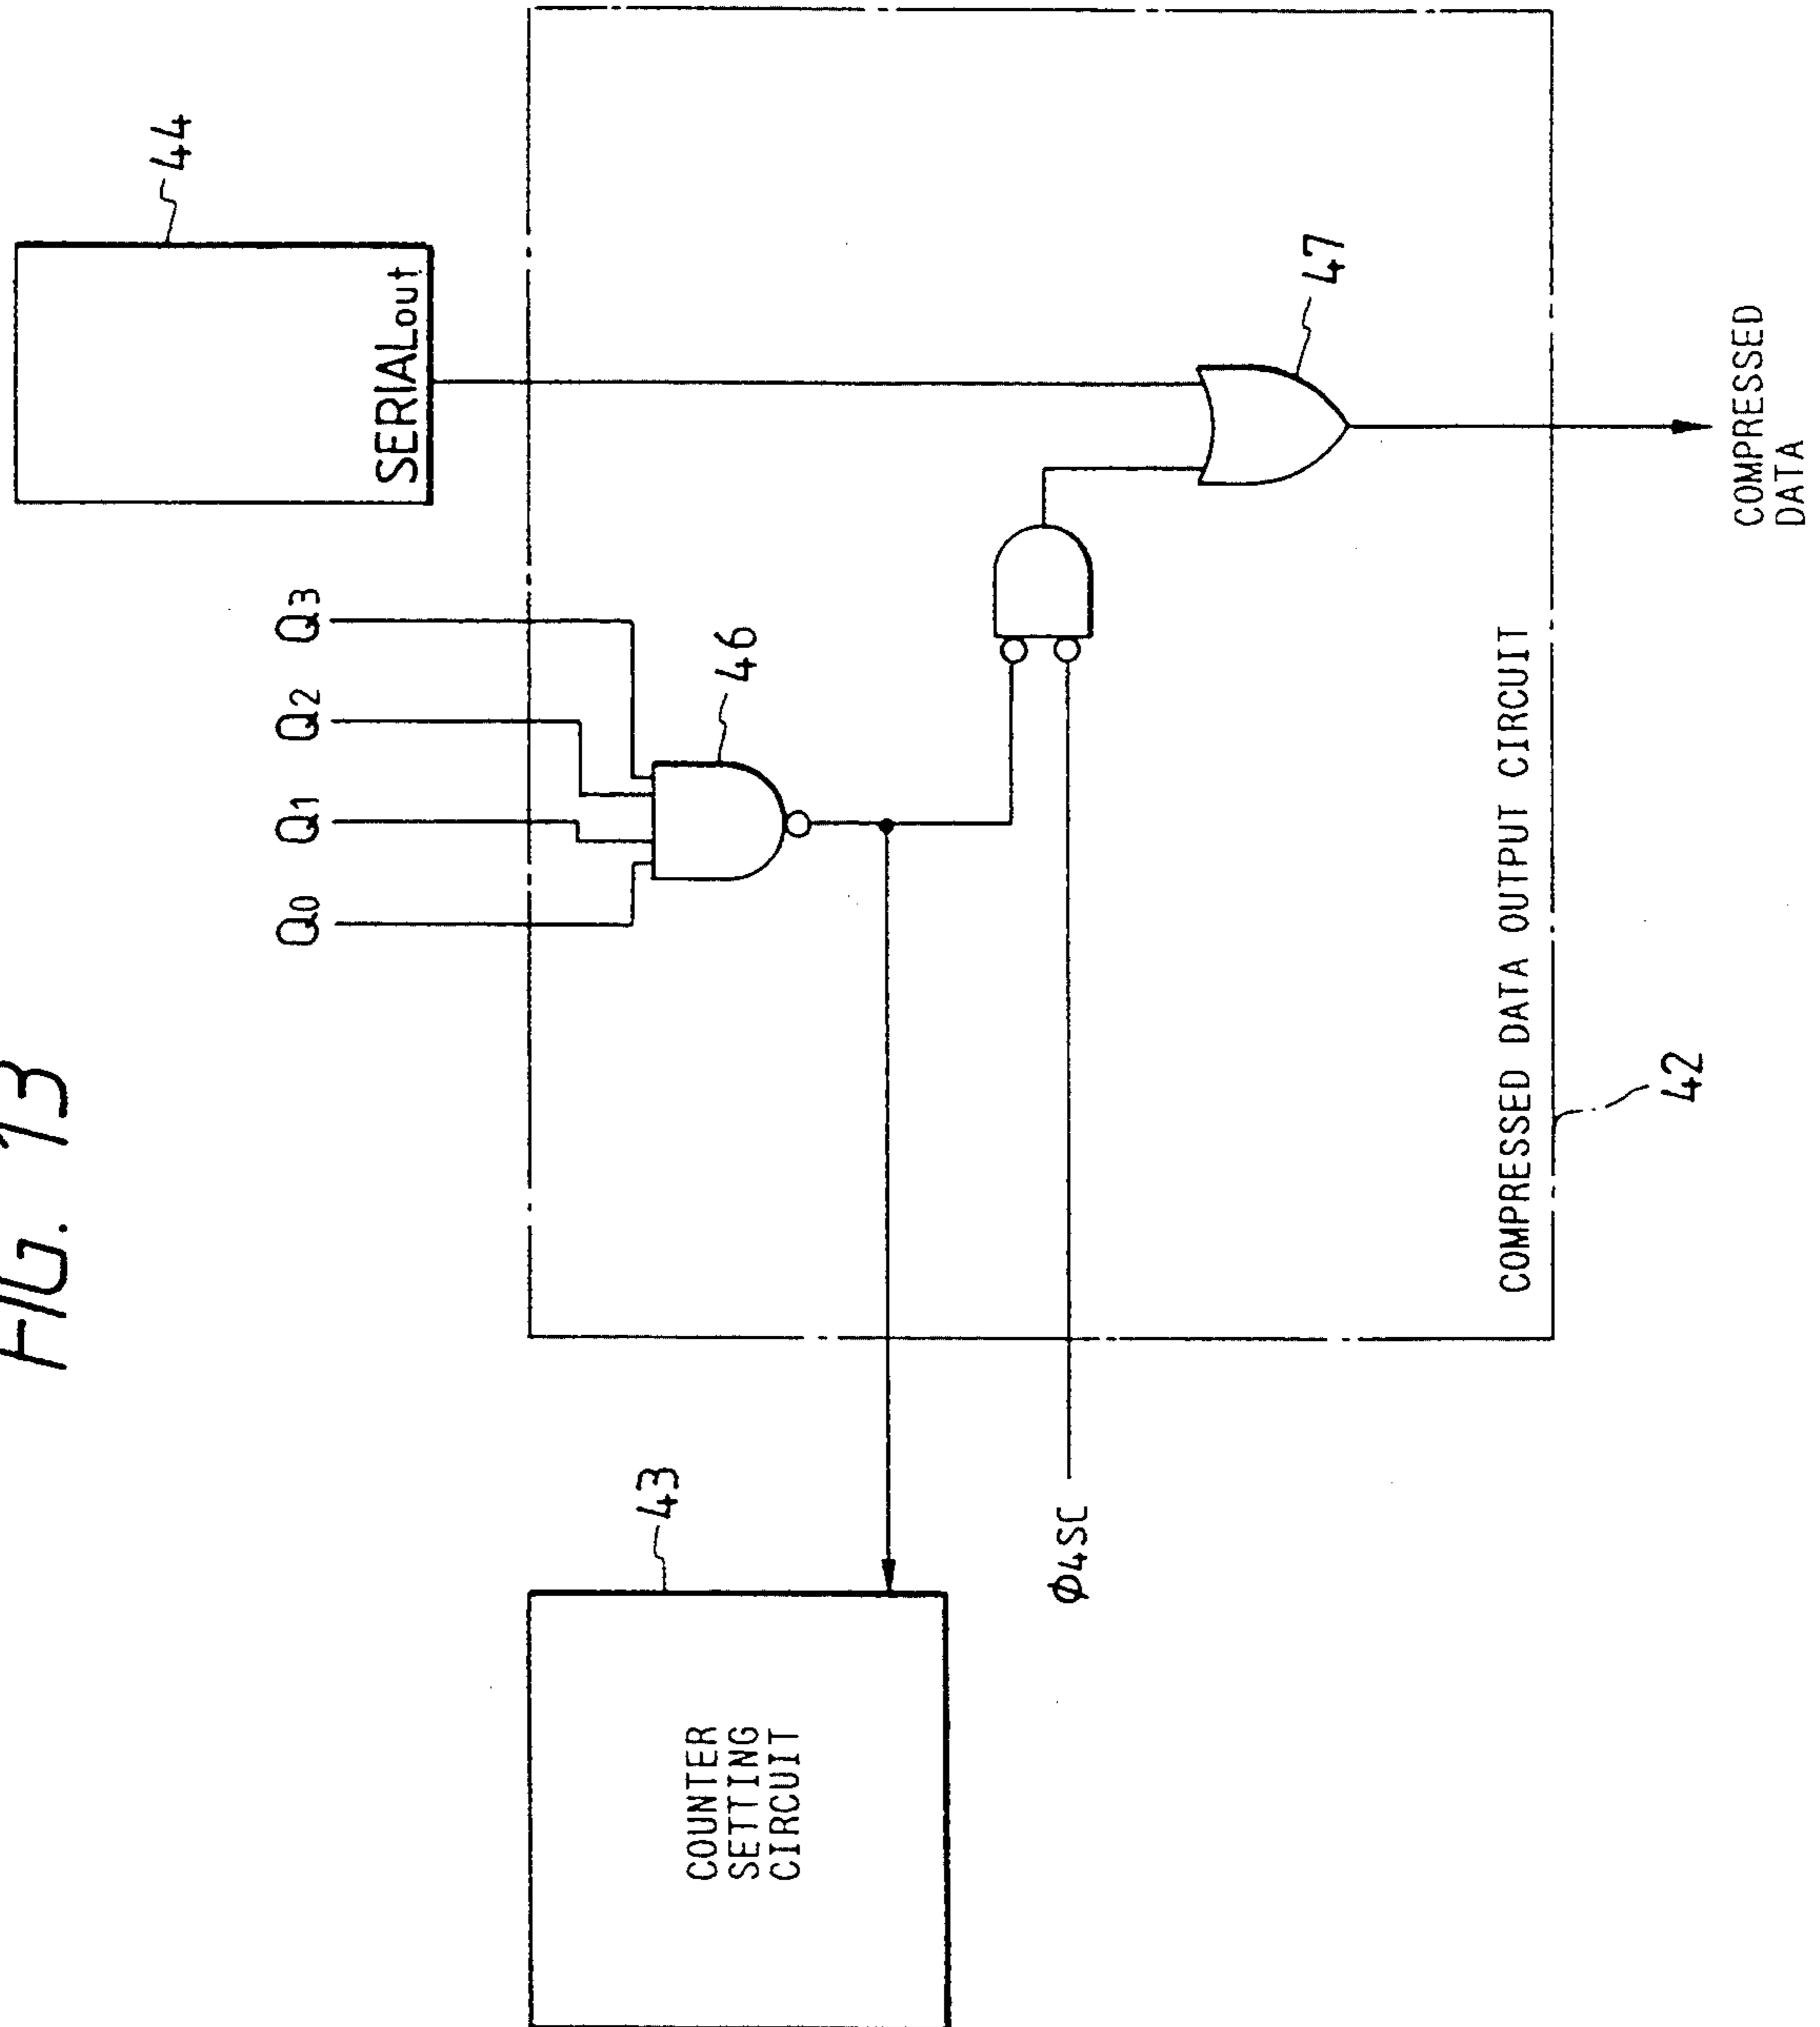 FIG. 13
44
SERIALout
Q0 Q1 Q2 Q3
46
47
43
COUNTER
SETTING
CIRCUIT
Φ4SC
COMPRESSED DATA OUTPUT CIRCUIT
42
COMPRESSED
DATA